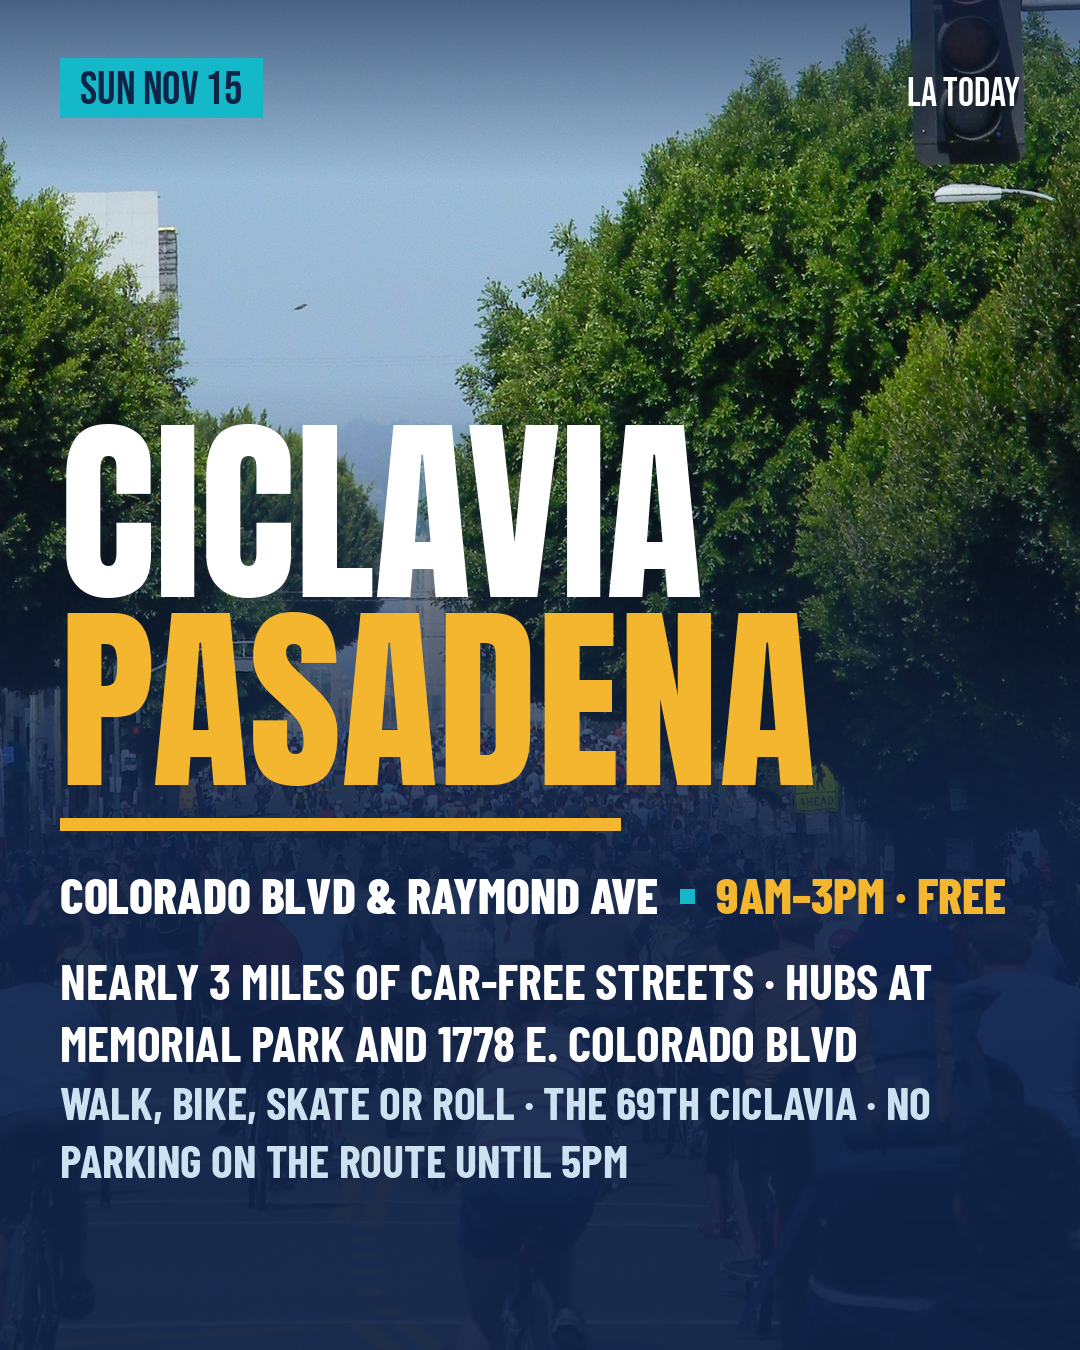 SUN NOV 15
LA TODAY
CICLAVIA
PASADENA
AHEAD
COLORADO BLVD & RAYMOND AVE ▪ 9AM–3PM · FREE
NEARLY 3 MILES OF CAR-FREE STREETS · HUBS AT
MEMORIAL PARK AND 1778 E. COLORADO BLVD
WALK, BIKE, SKATE OR ROLL · THE 69TH CICLAVIA · NO
PARKING ON THE ROUTE UNTIL 5PM